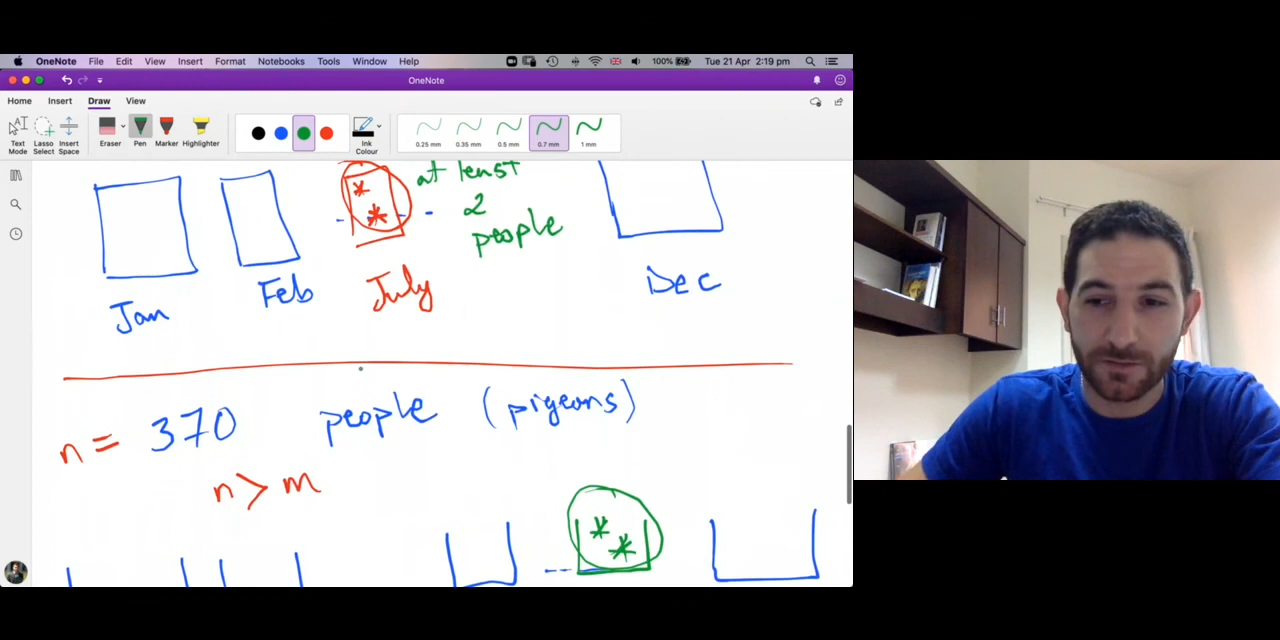 OneNote File Edit View Insert Format Notebooks Tools Window Help 100% Tue 21 Apr 2:19 pm
OneNote
Home Insert Draw View
Text Mode Lasso Select Insert Space Eraser Pen Marker Highlighter Ink Colour 0.25 mm 0.35 mm 0.5 mm 0.7 mm 1 mm
at least
2
people
Jan Feb July Dec
n = 370 people (pigeons)
n > m